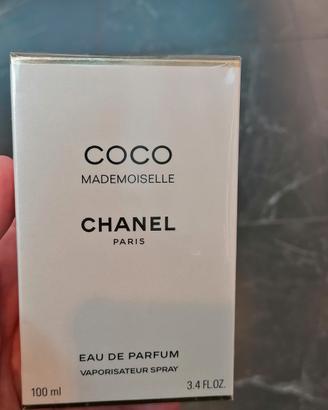 COCO
MADEMOISELLE
CHANEL
PARIS
EAU DE PARFUM
VAPORISATEUR SPRAY
100 ml 3.4 FL.OZ.